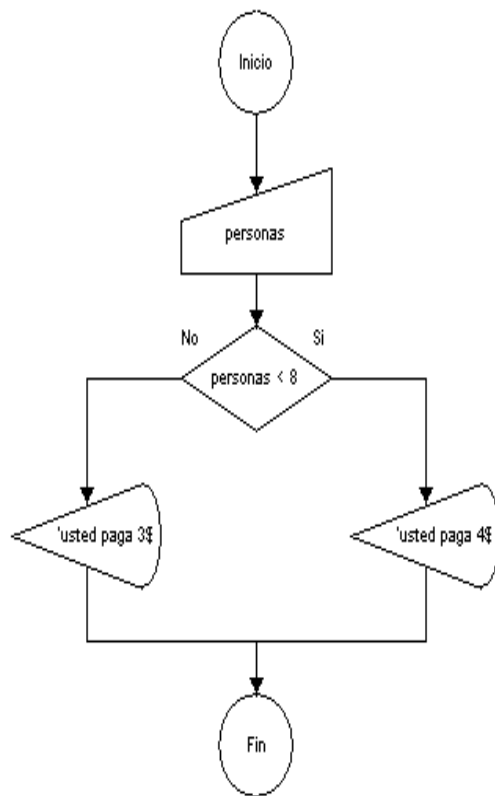 Inicio
personas
No
Si
personas < 8
'usted paga 3$
'usted paga 4$
Fin